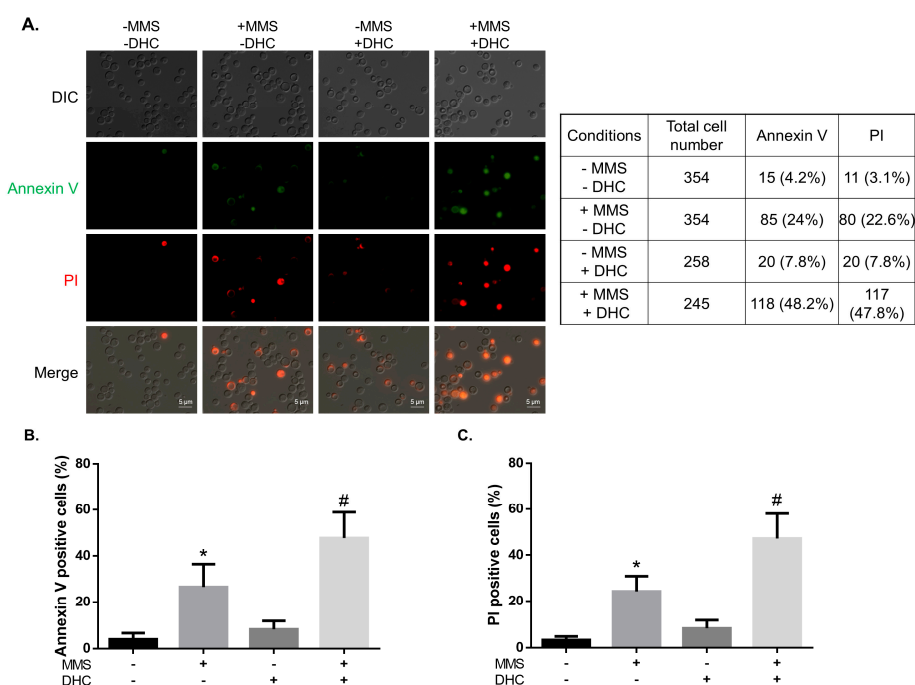 A.
-MMS +MMS -MMS +MMS
-DHC -DHC +DHC +DHC
DIC
Annexin V
PI
Merge
5 µm 5 µm 5 µm 5 µm
Conditions Total cell number Annexin V PI
- MMS
- DHC 354 15 (4.2%) 11 (3.1%)
+ MMS
- DHC 354 85 (24%) 80 (22.6%)
- MMS
+ DHC 258 20 (7.8%) 20 (7.8%)
+ MMS
+ DHC 245 118 (48.2%) 117
(47.8%)
B.
Annexin V positive cells (%)
80
60
40
20
0
* #
MMS - + - +
DHC - - + +
C.
PI positive cells (%)
80
60
40
20
0
* #
MMS - + - +
DHC - - + +